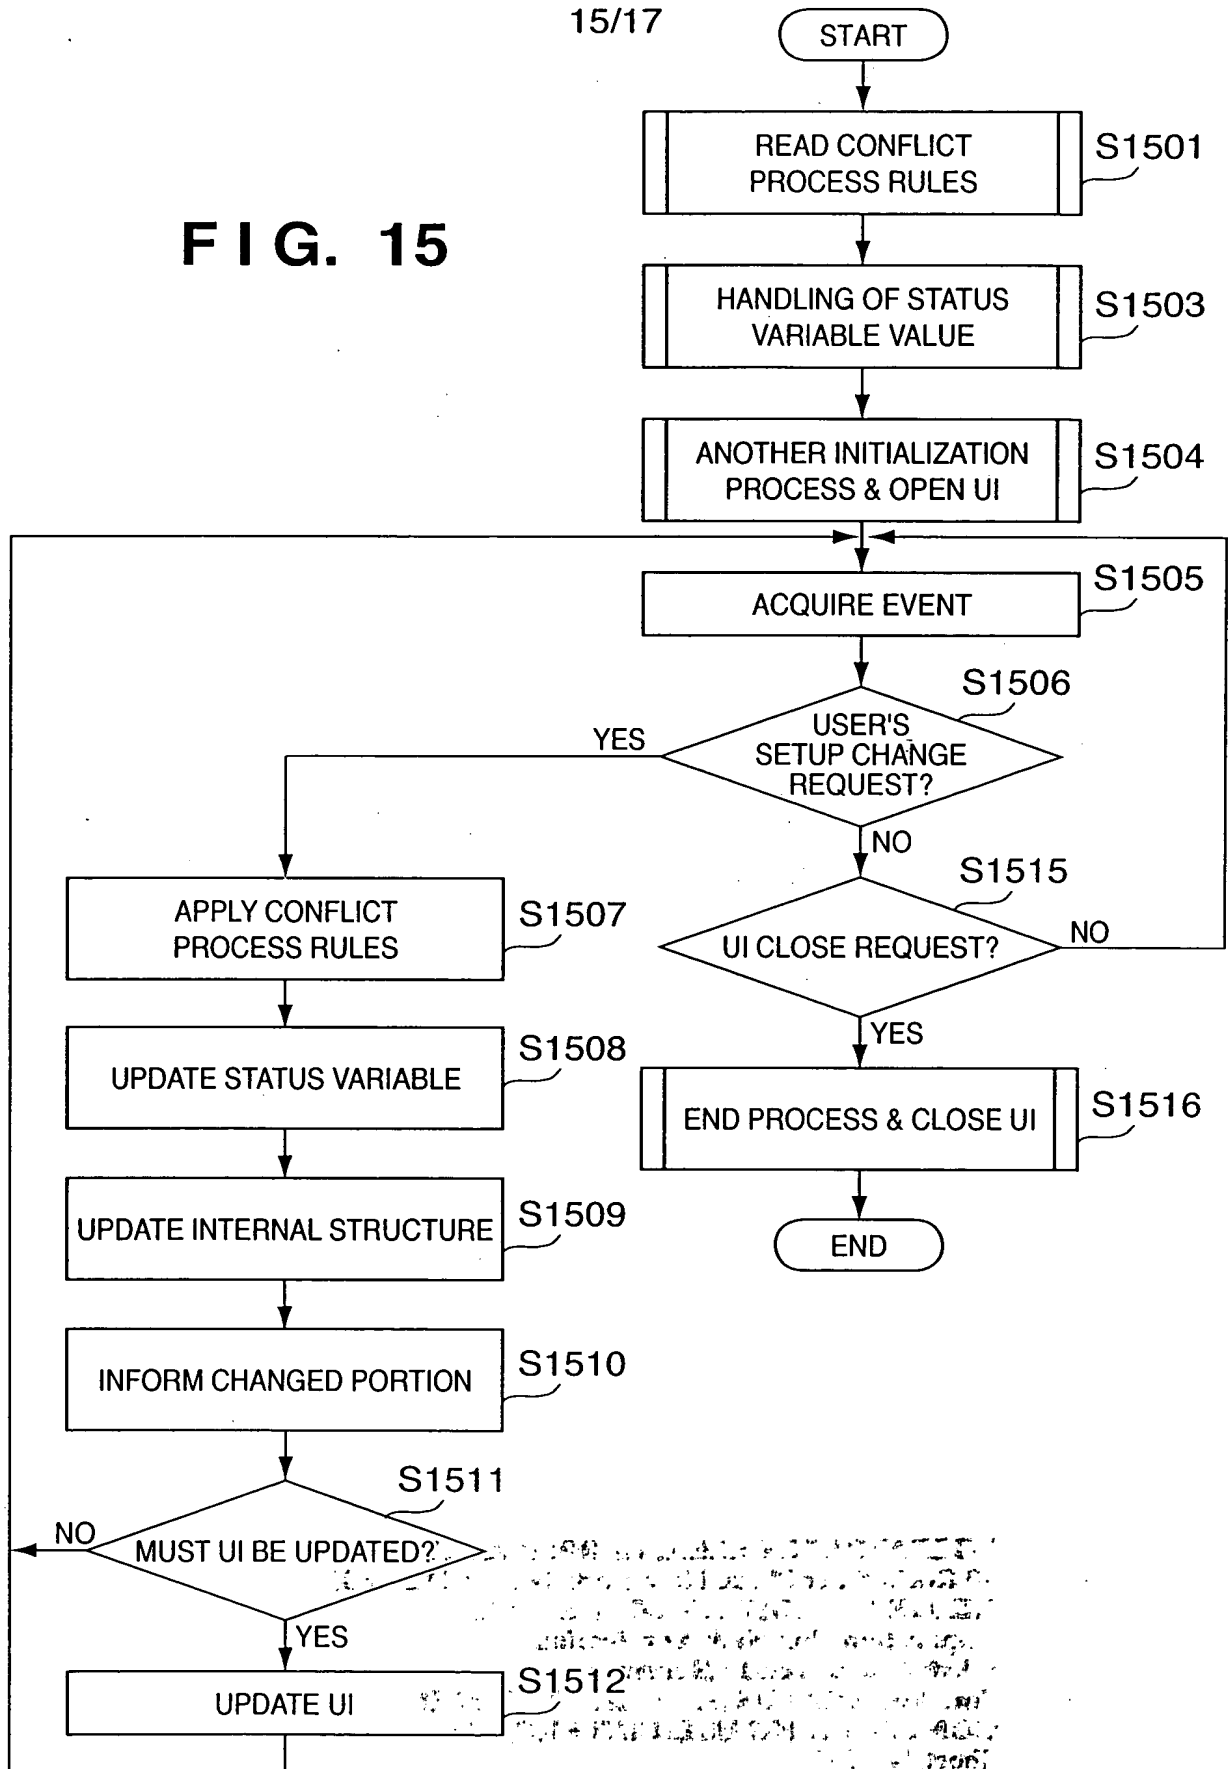 15/17
START
READ CONFLICT
PROCESS RULES
S1501
FIG. 15
HANDLING OF STATUS
VARIABLE VALUE
S1503
ANOTHER INITIALIZATION
PROCESS & OPEN UI
S1504
ACQUIRE EVENT
S1505
USER'S
SETUP CHANGE
REQUEST?
S1506
YES
NO
APPLY CONFLICT
PROCESS RULES
S1507
UI CLOSE REQUEST?
S1515
NO
YES
UPDATE STATUS VARIABLE
S1508
END PROCESS & CLOSE UI
S1516
UPDATE INTERNAL STRUCTURE
S1509
END
INFORM CHANGED PORTION
S1510
MUST UI BE UPDATED?
S1511
NO
YES
UPDATE UI
S1512